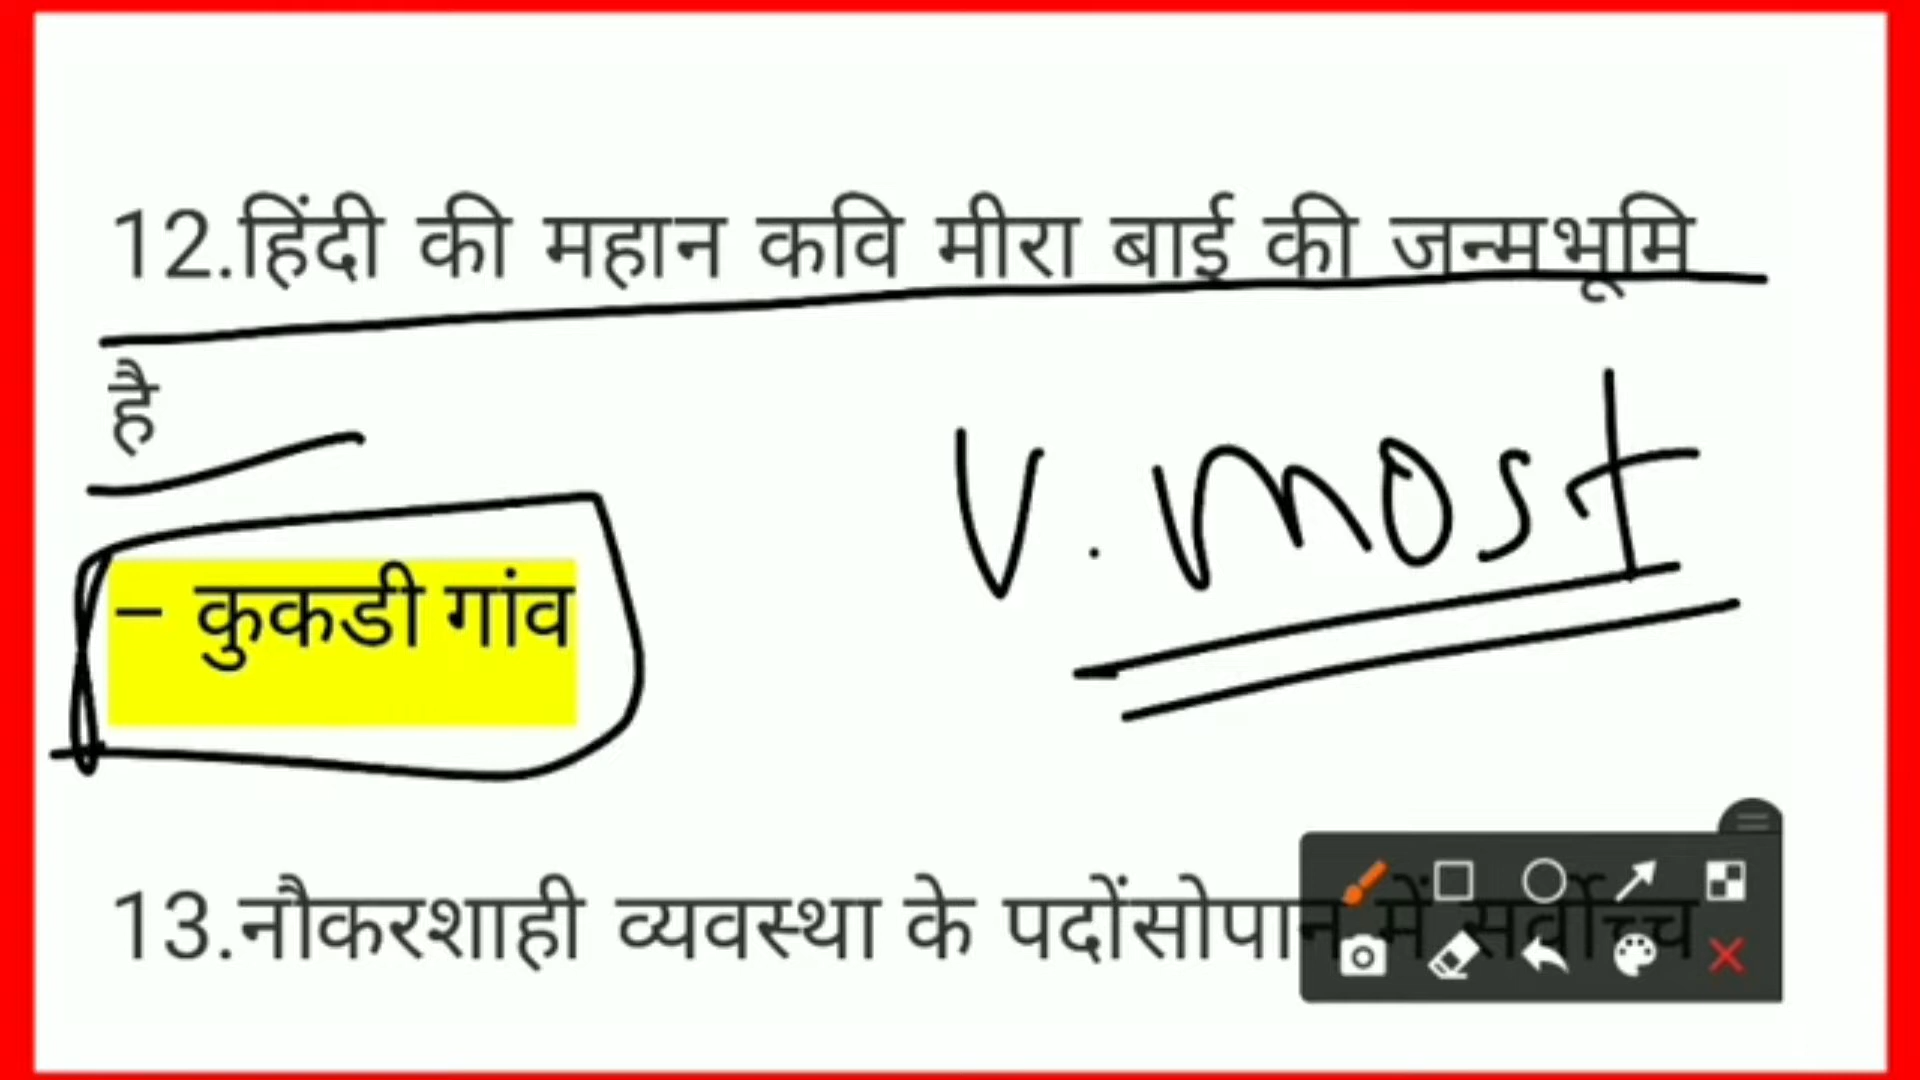 12.हिंदी की महान कवि मीरा बाई की जन्मभूमि
है
V. most
– कुकडी गांव
13.नौकरशाही व्यवस्था के पदोंसोपान में सर्वोच्च